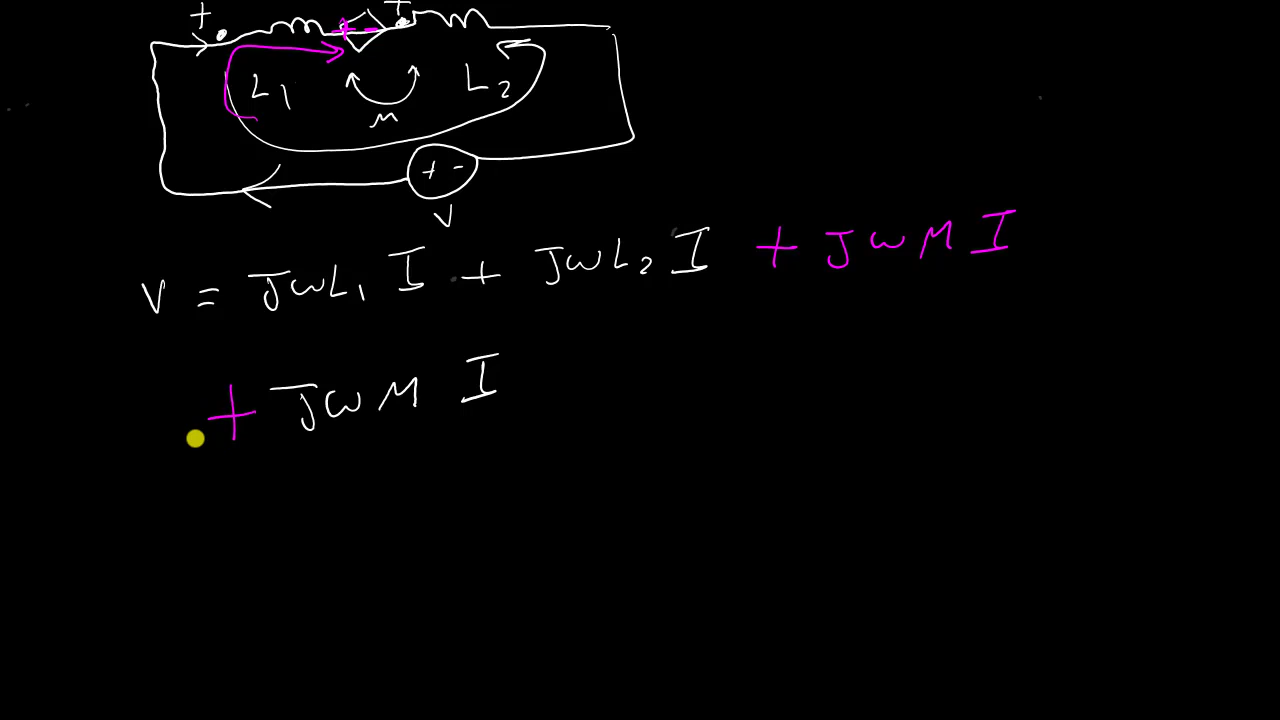 + + - +
L1 L2
M
+ -
V
V = JωL1 I + JωL2 I + JωM I
+ JωM I